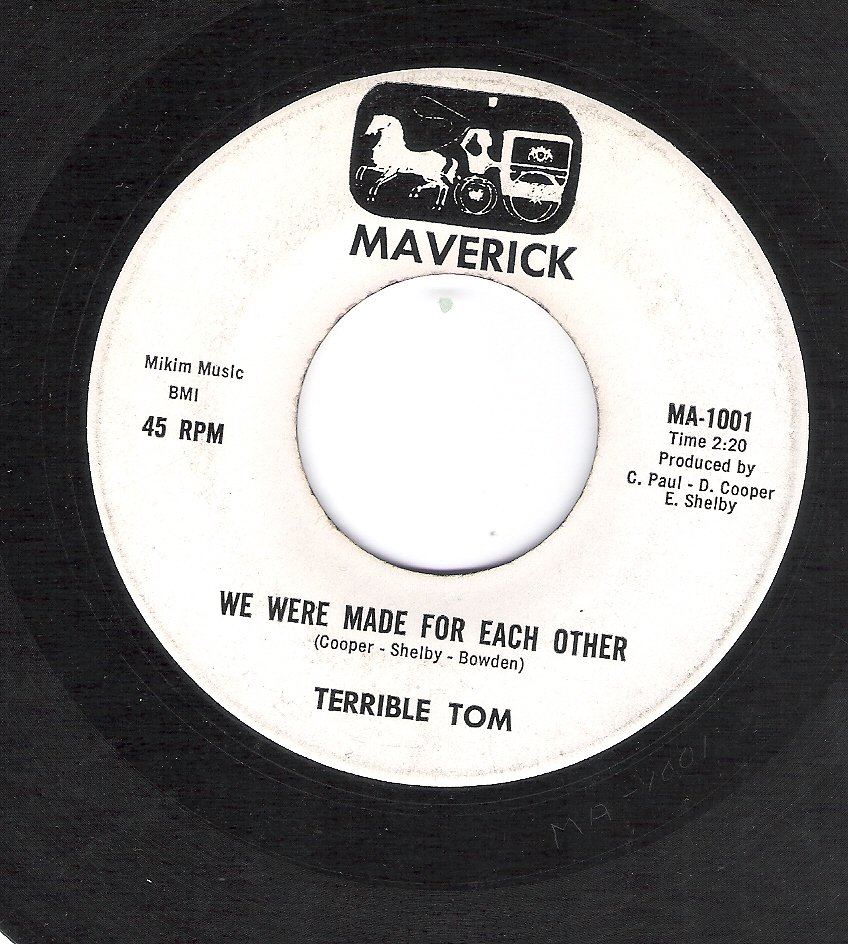 MAVERICK
Mikim Music
BMI
45 RPM
MA-1001
Time 2:20
Produced by
C. Paul - D. Cooper
E. Shelby
WE WERE MADE FOR EACH OTHER
(Cooper - Shelby - Bowden)
TERRIBLE TOM